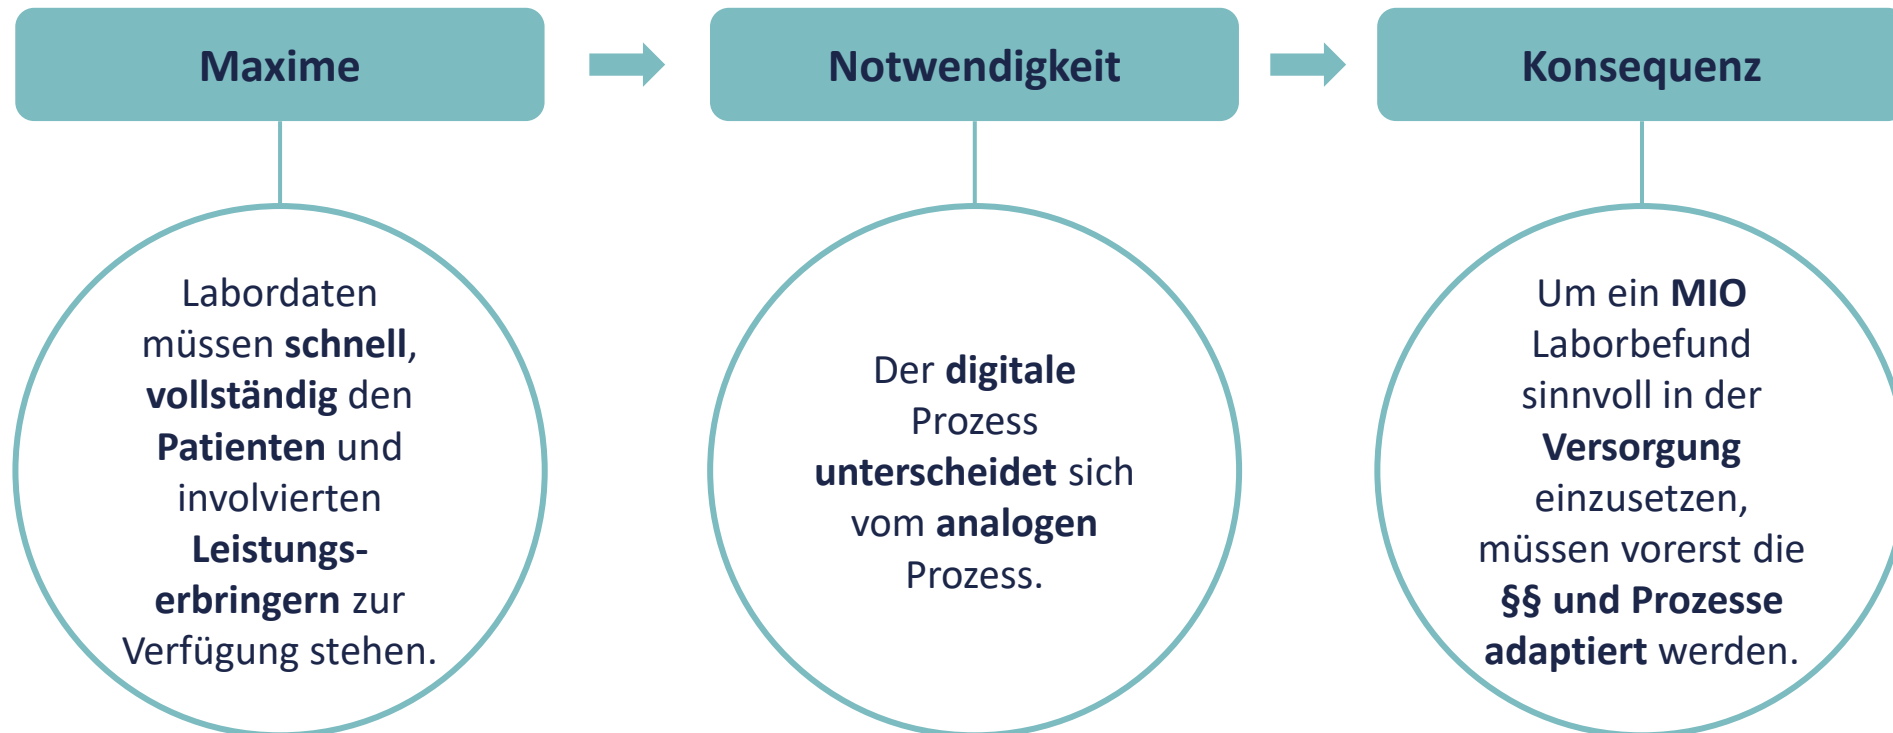 Maxime
Notwendigkeit
Konsequenz
Labordaten
müssen schnell,
vollständig den
Patienten und
involvierten
Leistungs-
erbringern zur
Verfügung stehen.
Der digitale
Prozess
unterscheidet sich
vom analogen
Prozess.
Um ein MIO
Laborbefund
sinnvoll in der
Versorgung
einzusetzen,
müssen vorerst die
§§ und Prozesse
adaptiert werden.